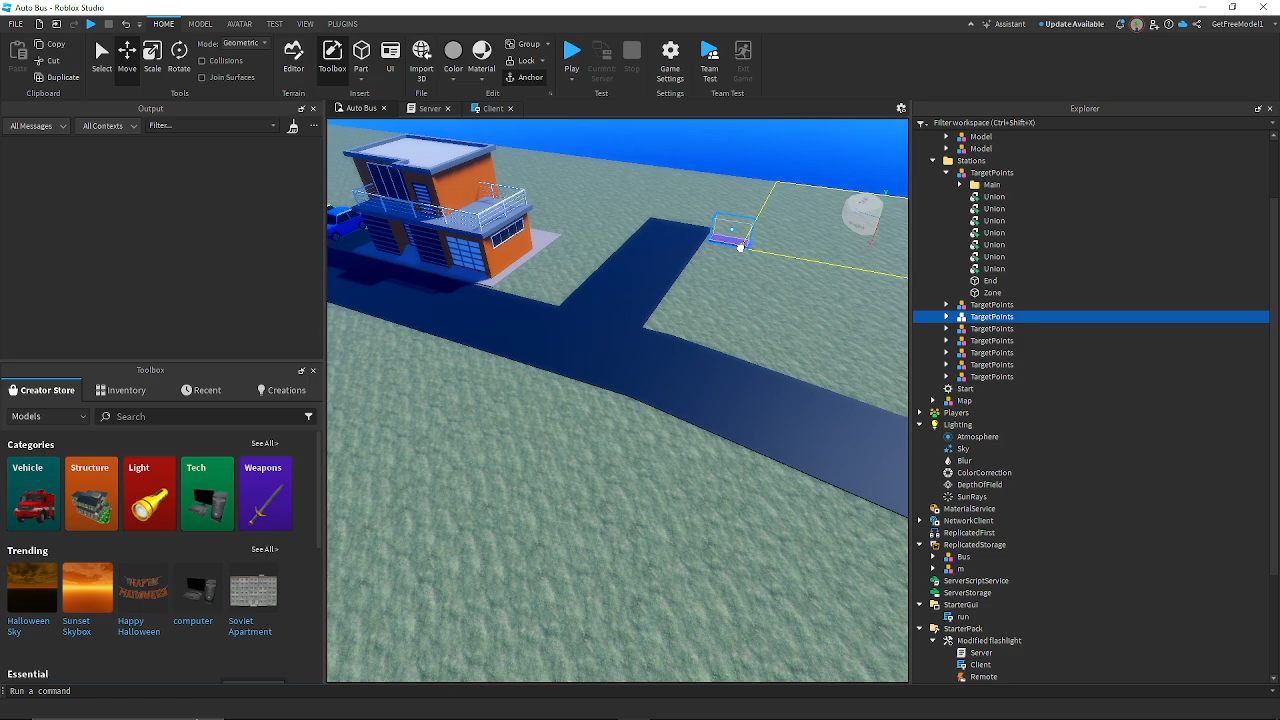 Auto Bus - Roblox Studio
FILE
HOME
MODEL
AVATAR
TEST
VIEW
PLUGINS
Assistant
Update Available
GetFreeModel1
Paste
Copy
Cut
Duplicate
Clipboard
Select
Move
Scale
Rotate
Mode: Geometric
Collisions
Join Surfaces
Tools
Editor
Terrain
Toolbox
Part
UI
Insert
Import
3D
File
Color
Material
Group
Lock
Anchor
Edit
Play
Current:
Server
Stop
Test
Game
Settings
Settings
Team
Test
Exit
Game
Team Test
Output
All Messages
All Contexts
Filter...
Auto Bus
Server
Client
Explorer
Filter workspace (Ctrl+Shift+X)
Model
Model
Stations
TargetPoints
Main
Union
Union
Union
Union
Union
Union
Union
End
Zone
TargetPoints
TargetPoints
TargetPoints
TargetPoints
TargetPoints
TargetPoints
TargetPoints
Start
Map
Players
Lighting
Atmosphere
Sky
Blur
ColorCorrection
DepthOfField
SunRays
MaterialService
NetworkClient
ReplicatedFirst
ReplicatedStorage
Bus
m
ServerScriptService
ServerStorage
StarterGui
run
StarterPack
Modified flashlight
Server
Client
Remote
Toolbox
Creator Store
Inventory
Recent
Creations
Models
Search
Categories
See All >
Vehicle
Structure
Light
Tech
Weapons
Trending
See All >
Halloween
Sky
Sunset
Skybox
Happy
Halloween
computer
Soviet
Apartment
Essential
Run a command